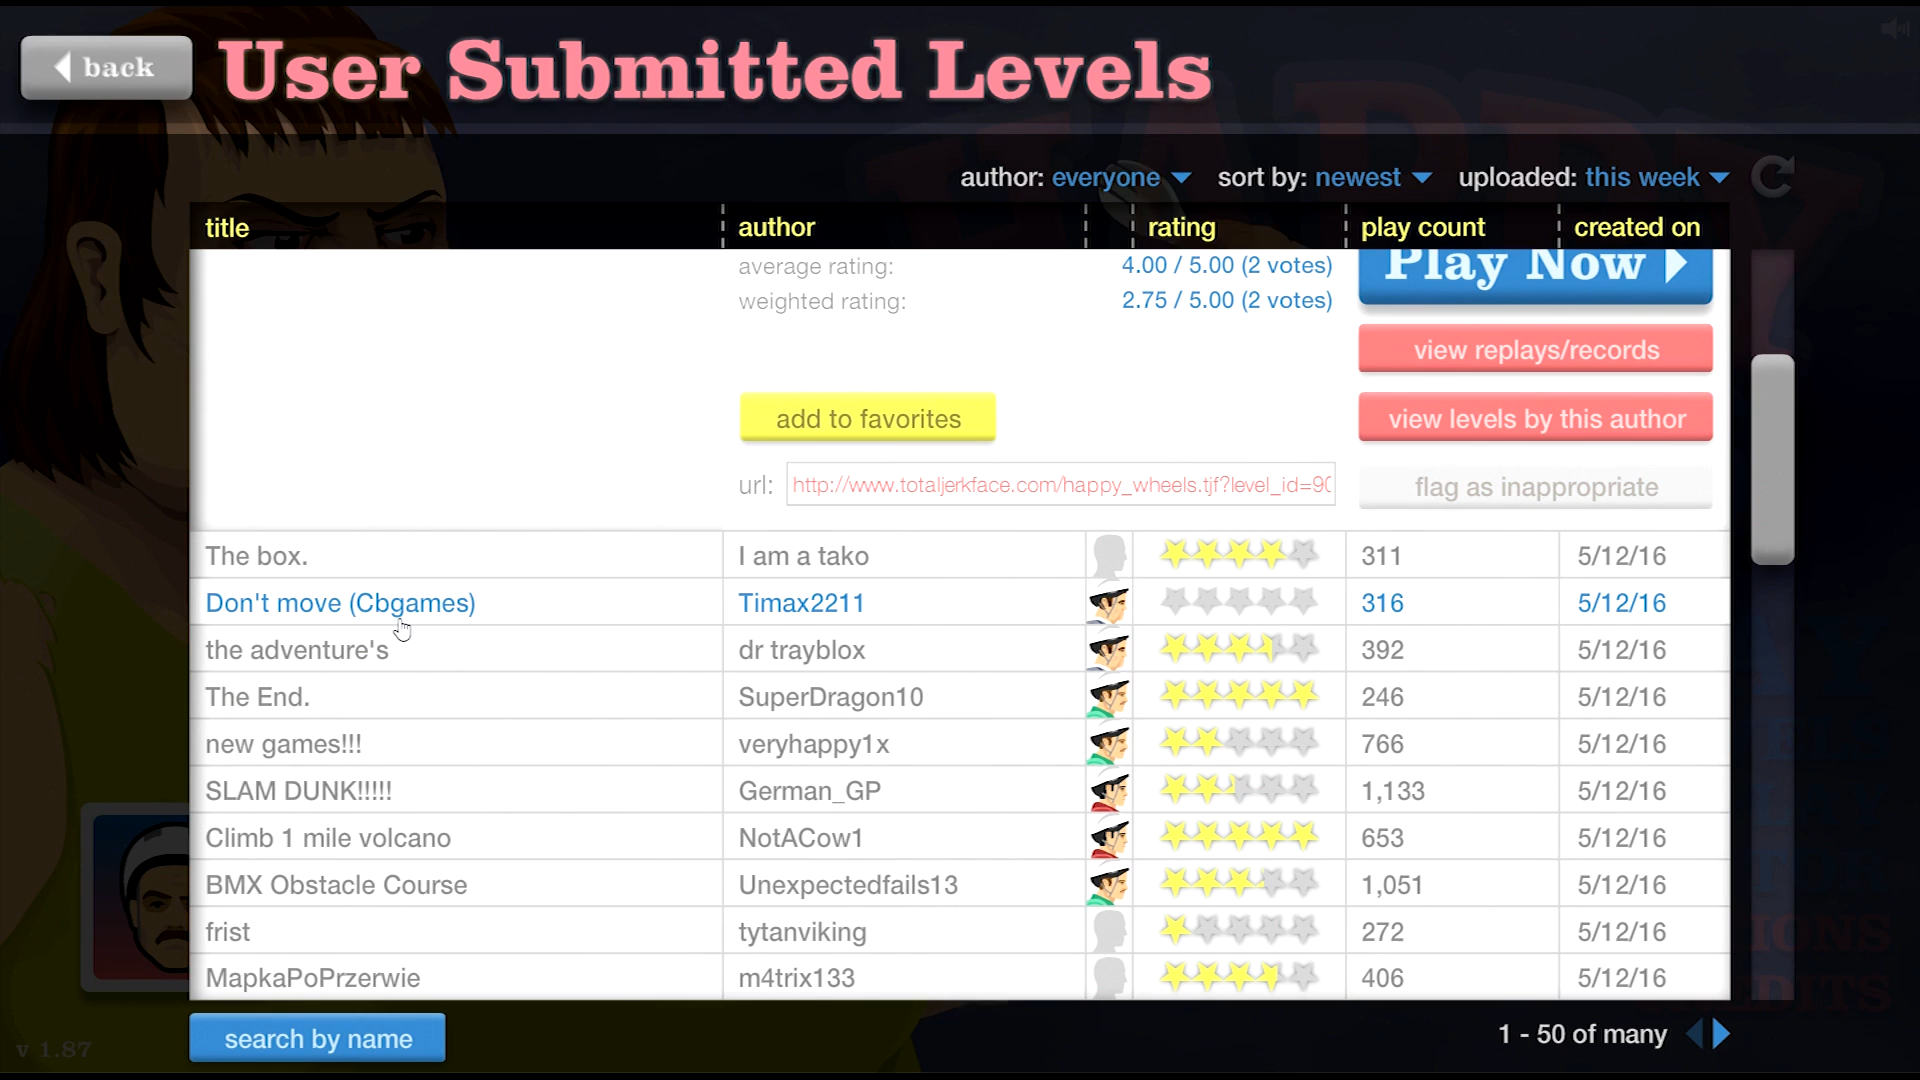 back
User Submitted Levels
author: everyone sort by: newest uploaded: this week
title author rating play count created on
average rating: 4.00 / 5.00 (2 votes)
Play Now
weighted rating: 2.75 / 5.00 (2 votes)
view replays/records
add to favorites
view levels by this author
url: http://www.totaljerkface.com/happy_wheels.tjf?level_id=90
flag as inappropriate
The box. I am a tako 311 5/12/16
Don't move (Cbgames) Timax2211 316 5/12/16
the adventure's dr trayblox 392 5/12/16
The End. SuperDragon10 246 5/12/16
new games!!! veryhappy1x 766 5/12/16
SLAM DUNK!!!!! German_GP 1,133 5/12/16
Climb 1 mile volcano NotACow1 653 5/12/16
BMX Obstacle Course Unexpectedfails13 1,051 5/12/16
frist tytanviking 272 5/12/16
MapkaPoPrzerwie m4trix133 406 5/12/16
search by name
1 - 50 of many
v 1.87